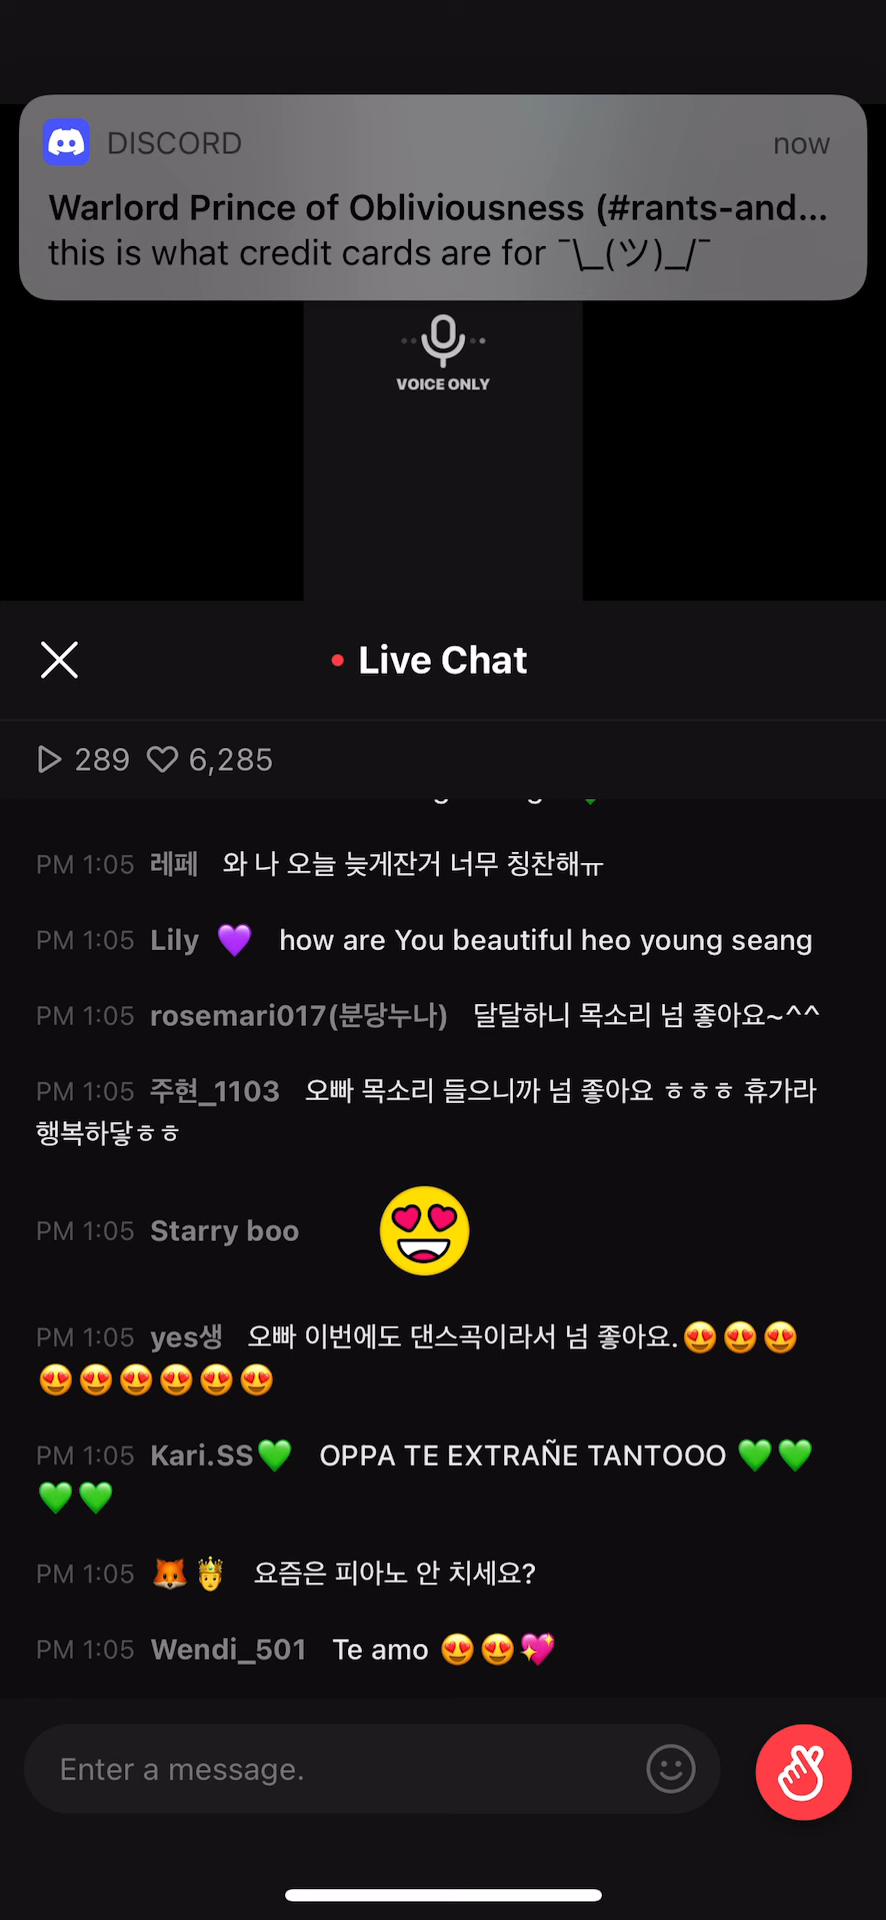 DISCORD now
Warlord Prince of Obliviousness (#rants-and...
this is what credit cards are for ¯\_(ツ)_/¯
VOICE ONLY
Live Chat
289 6,285
PM 1:05 레페 와 나 오늘 늦게잔거 너무 칭찬해ㅠ
PM 1:05 Lily 💜 how are You beautiful heo young seang
PM 1:05 rosemari017(분당누나) 달달하니 목소리 넘 좋아요~^^
PM 1:05 주현_1103 오빠 목소리 들으니까 넘 좋아요 ㅎㅎㅎ 휴가라
행복하닿ㅎㅎ
PM 1:05 Starry boo
PM 1:05 yes생 오빠 이번에도 댄스곡이라서 넘 좋아요.😍😍😍
😍😍😍😍😍😍
PM 1:05 Kari.SS💚 OPPA TE EXTRAÑE TANTOOO 💚💚
💚💚
PM 1:05 🦊🤴 요즘은 피아노 안 치세요?
PM 1:05 Wendi_501 Te amo 😍😍💖
Enter a message.